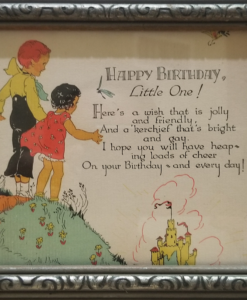 HAPPY BIRTHDAY,
Little One!
Here's a wish that is jolly
and friendly,
And a kerchief that's bright
and gay.
I hope you will have heap-
ing loads of cheer
On your Birthday - and every day!